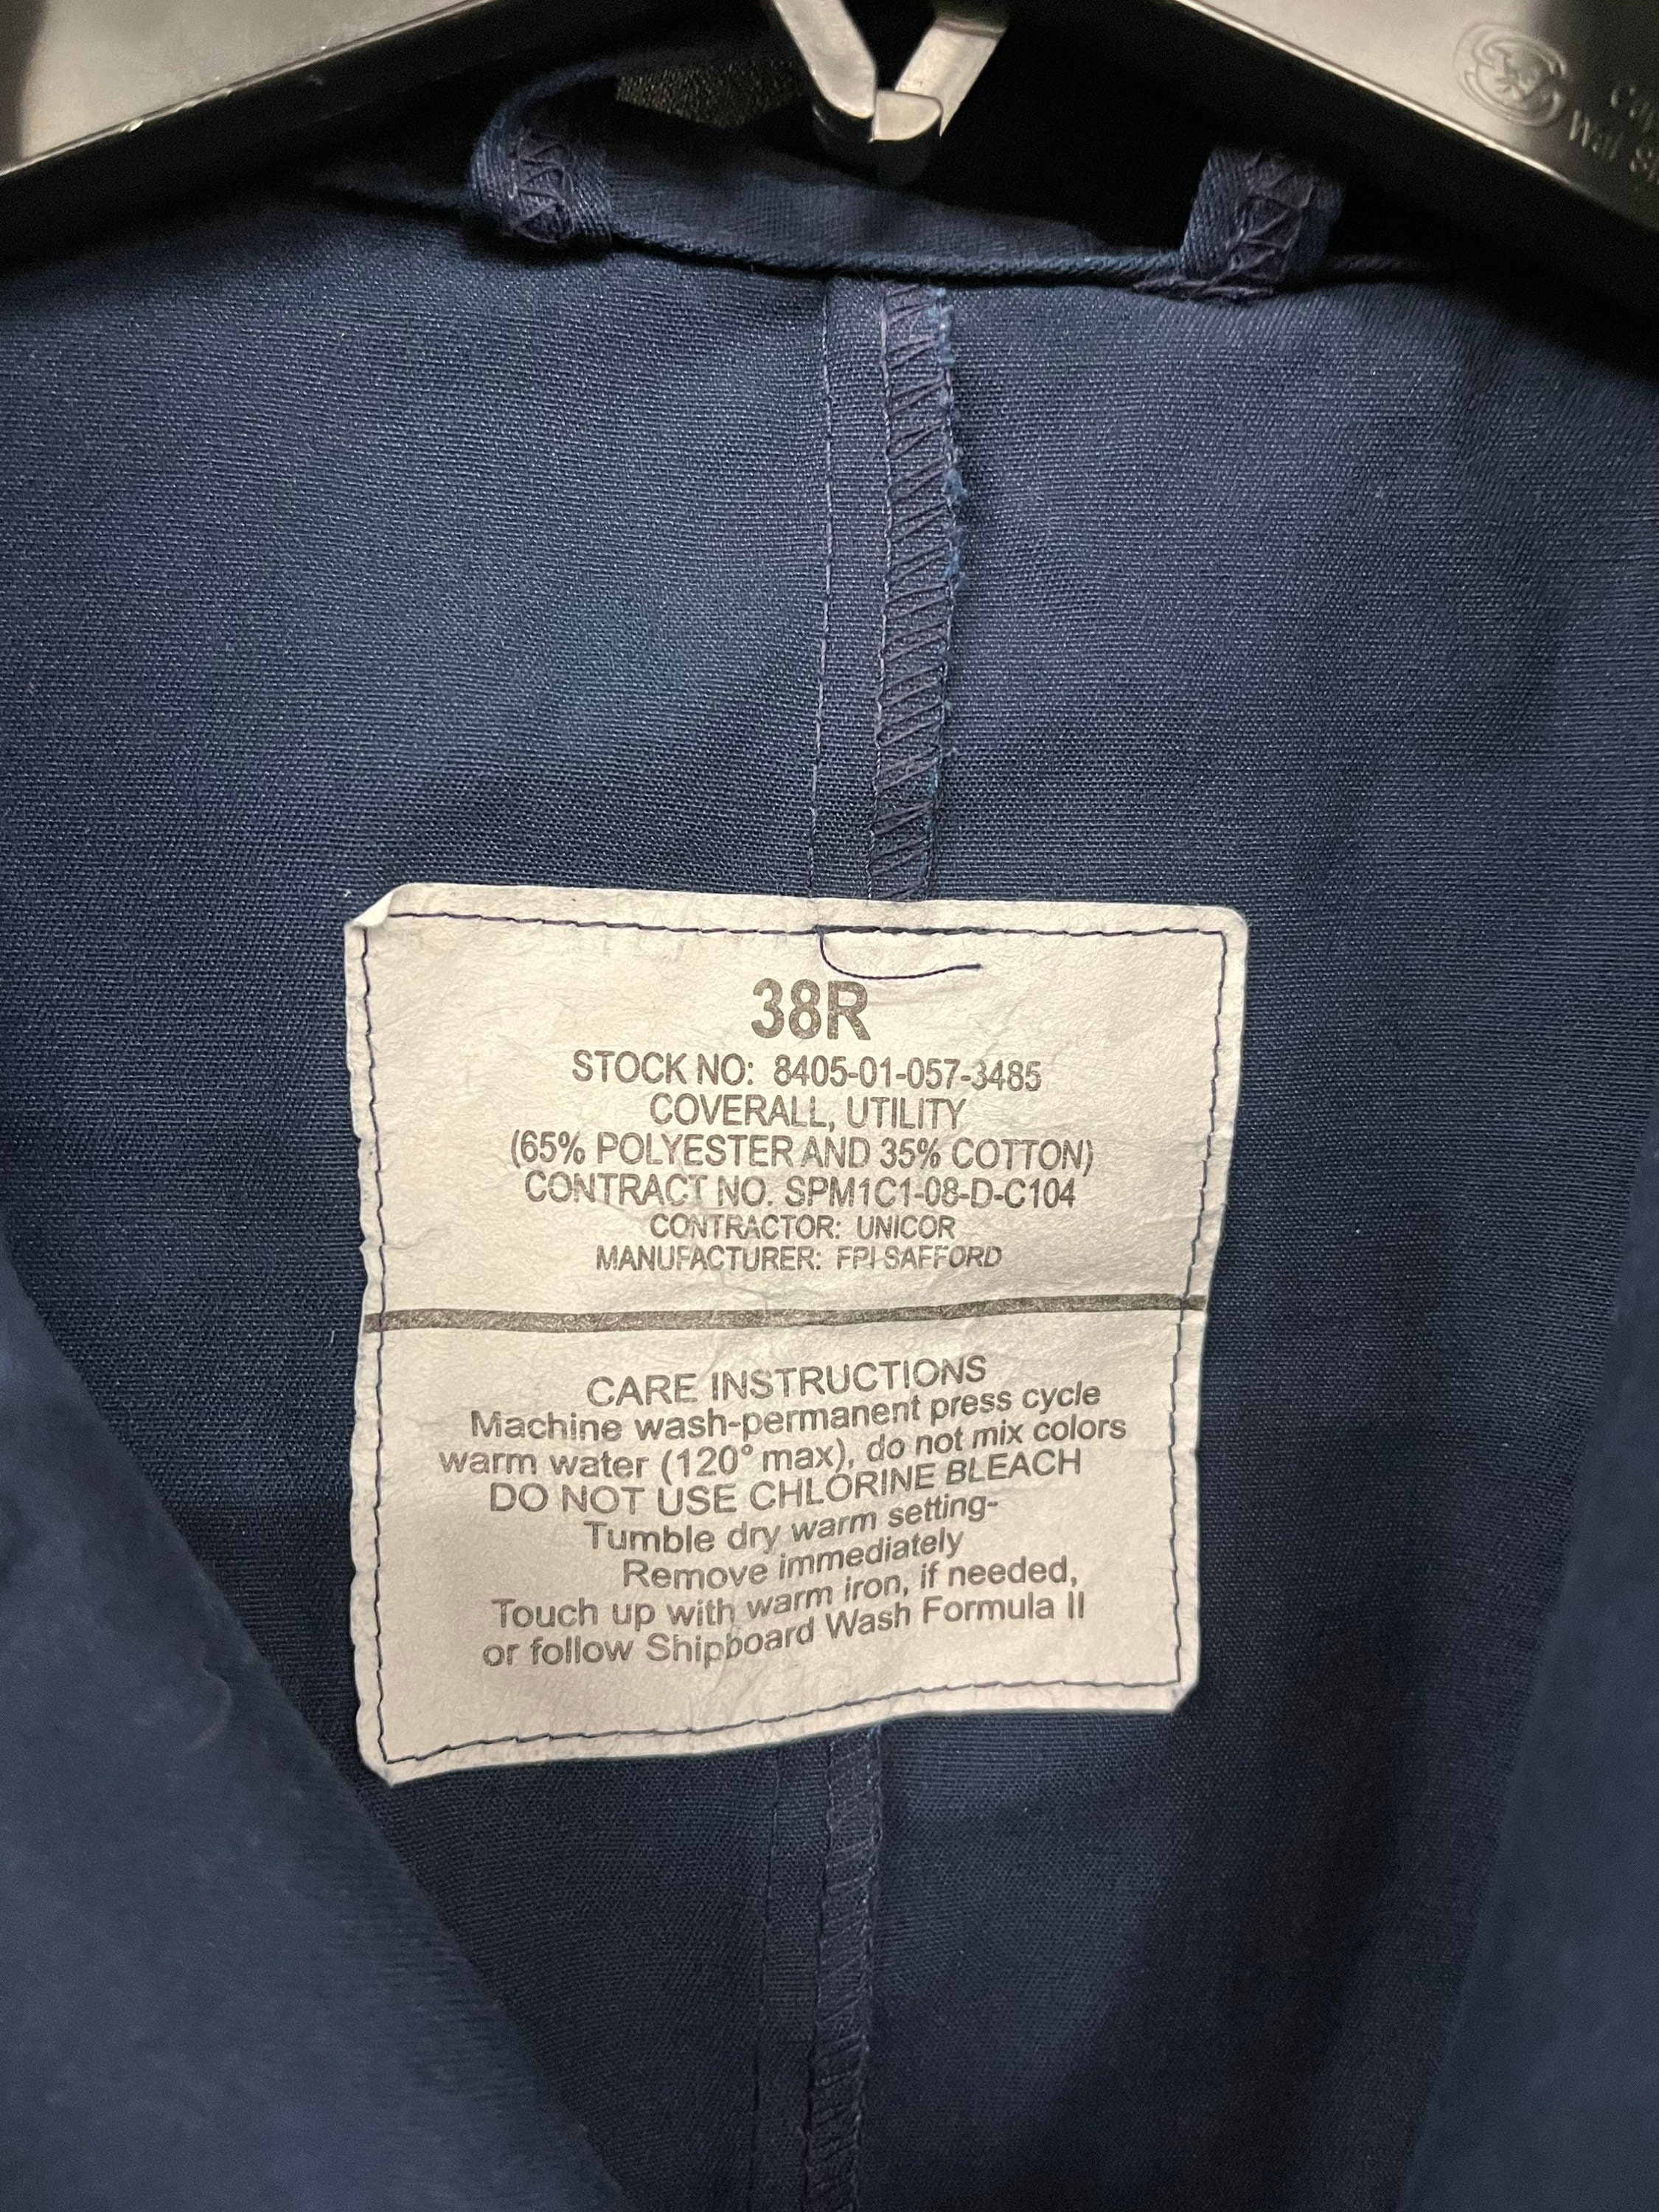 38R
STOCK NO: 8405-01-057-3485
COVERALL, UTILITY
(65% POLYESTER AND 35% COTTON)
CONTRACT NO. SPM1C1-08-D-C104
CONTRACTOR: UNICOR
MANUFACTURER: FPI SAFFORD
CARE INSTRUCTIONS
Machine wash-permanent press cycle
warm water (120° max), do not mix colors
DO NOT USE CHLORINE BLEACH
Tumble dry warm setting-
Remove immediately
Touch up with warm iron, if needed,
or follow Shipboard Wash Formula II